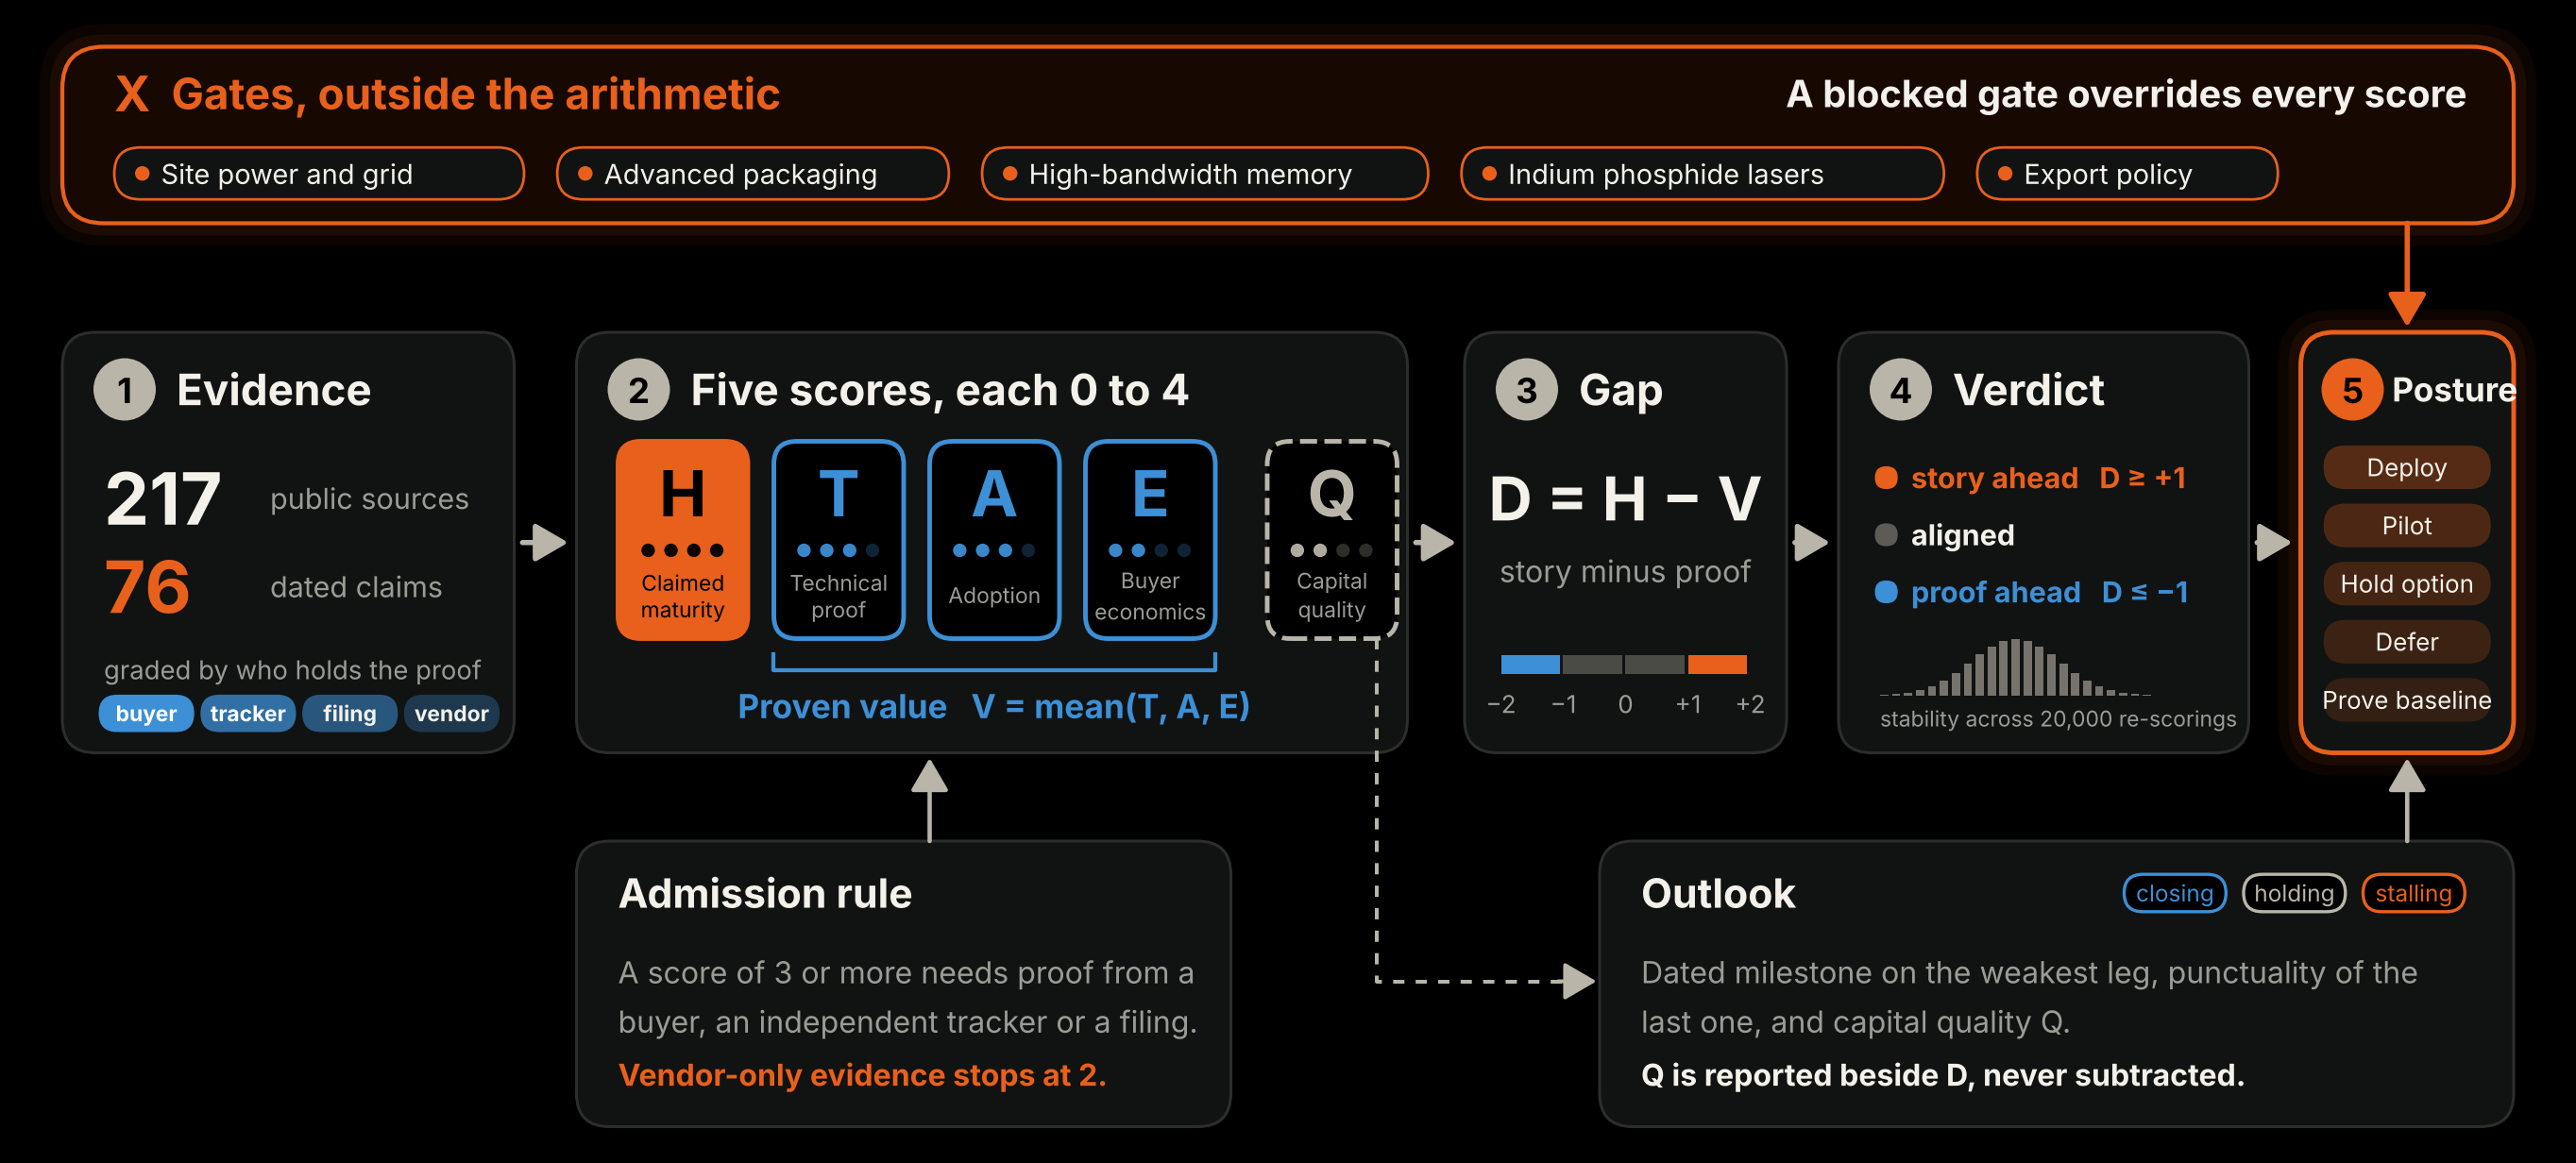 X Gates, outside the arithmetic
A blocked gate overrides every score
Site power and grid
Advanced packaging
High-bandwidth memory
Indium phosphide lasers
Export policy
1 Evidence
217 public sources
76 dated claims
graded by who holds the proof
buyer tracker filing vendor
2 Five scores, each 0 to 4
H
Claimed
maturity
T
Technical
proof
A
Adoption
E
Buyer
economics
Q
Capital
quality
Proven value V = mean(T, A, E)
3 Gap
D = H − V
story minus proof
−2 −1 0 +1 +2
4 Verdict
story ahead D ≥ +1
aligned
proof ahead D ≤ −1
stability across 20,000 re-scorings
5 Posture
Deploy
Pilot
Hold option
Defer
Prove baseline
Admission rule
A score of 3 or more needs proof from a
buyer, an independent tracker or a filing.
Vendor-only evidence stops at 2.
Outlook
closing holding stalling
Dated milestone on the weakest leg, punctuality of the
last one, and capital quality Q.
Q is reported beside D, never subtracted.